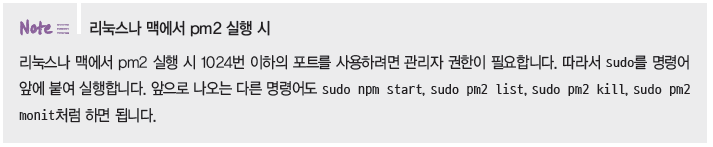 Note 리눅스나 맥에서 pm2 실행 시
리눅스나 맥에서 pm2 실행 시 1024번 이하의 포트를 사용하려면 관리자 권한이 필요합니다. 따라서 sudo를 명령어
앞에 붙여 실행합니다. 앞으로 나오는 다른 명령어도 sudo npm start, sudo pm2 list, sudo pm2 kill, sudo pm2
monit처럼 하면 됩니다.